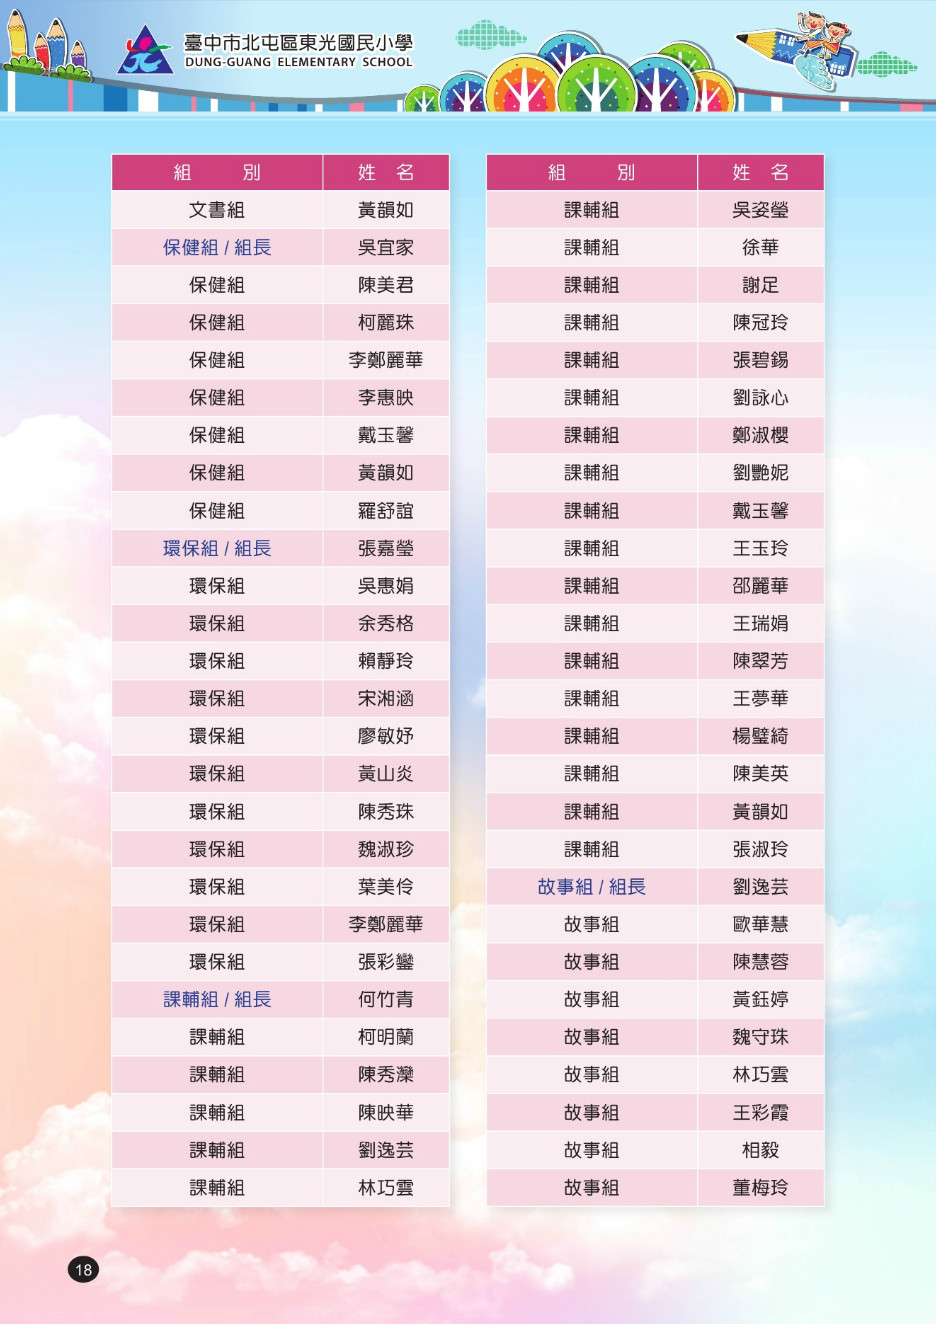 臺中市北屯區東光國民小學
DUNG-GUANG ELEMENTARY SCHOOL
組 別 姓 名
文書組 黃韻如
保健組 / 組長 吳宜家
保健組 陳美君
保健組 柯麗珠
保健組 李鄭麗華
保健組 李惠映
保健組 戴玉馨
保健組 黃韻如
保健組 羅舒誼
環保組 / 組長 張嘉瑩
環保組 吳惠娟
環保組 余秀格
環保組 賴靜玲
環保組 宋湘涵
環保組 廖敏妤
環保組 黃山炎
環保組 陳秀珠
環保組 魏淑珍
環保組 葉美伶
環保組 李鄭麗華
環保組 張彩鑾
課輔組 / 組長 何竹青
課輔組 柯明蘭
課輔組 陳秀灤
課輔組 陳映華
課輔組 劉逸芸
課輔組 林巧雲
組 別 姓 名
課輔組 吳姿瑩
課輔組 徐華
課輔組 謝足
課輔組 陳冠玲
課輔組 張碧錫
課輔組 劉詠心
課輔組 鄭淑櫻
課輔組 劉艷妮
課輔組 戴玉馨
課輔組 王玉玲
課輔組 邵麗華
課輔組 王瑞娟
課輔組 陳翠芳
課輔組 王夢華
課輔組 楊璧綺
課輔組 陳美英
課輔組 黃韻如
課輔組 張淑玲
故事組 / 組長 劉逸芸
故事組 歐華慧
故事組 陳慧蓉
故事組 黃鈺婷
故事組 魏守珠
故事組 林巧雲
故事組 王彩霞
故事組 相毅
故事組 董梅玲
18